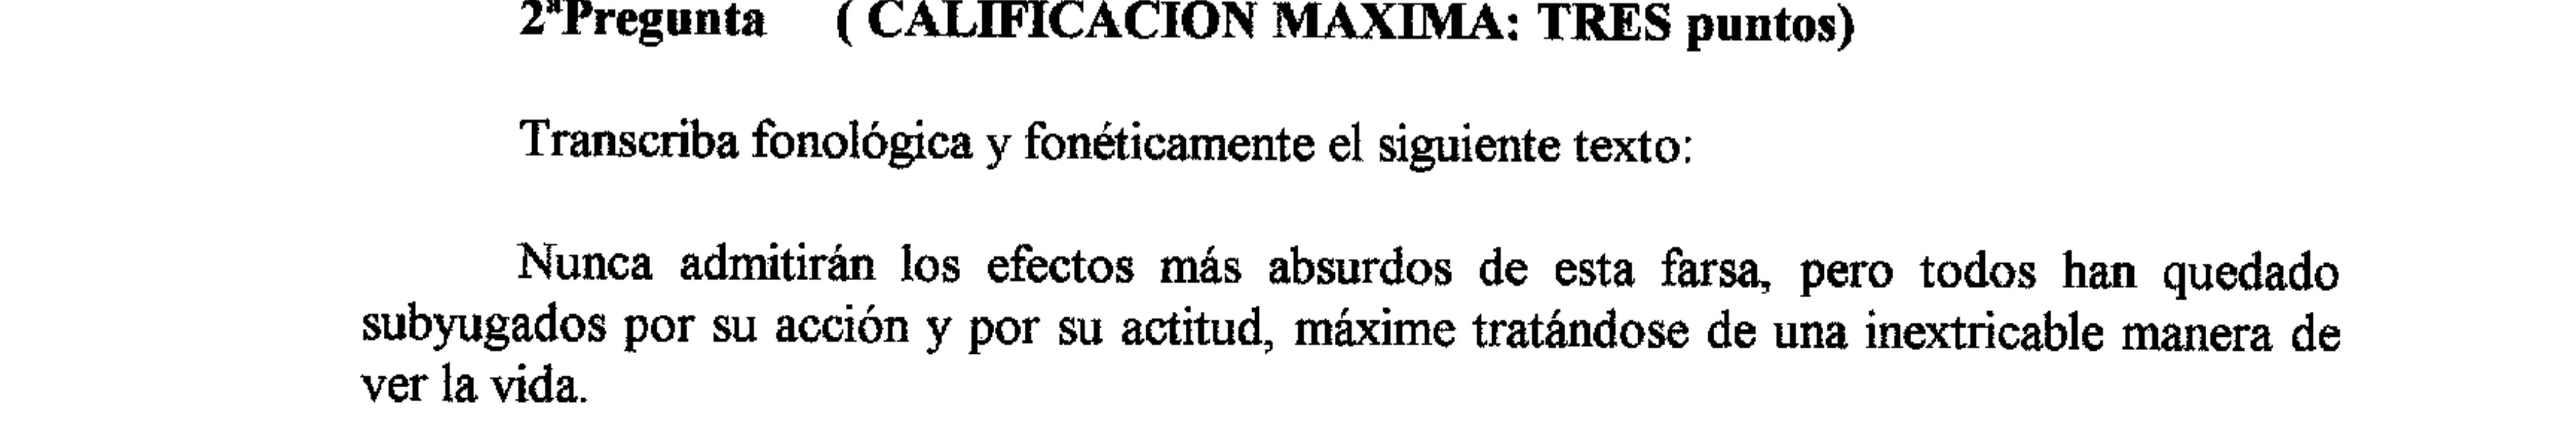 2ªPregunta ( CALIFICACION MAXIMA: TRES puntos)
Transcriba fonológica y fonéticamente el siguiente texto:
Nunca admitirán los efectos más absurdos de esta farsa, pero todos han quedado
subyugados por su acción y por su actitud, máxime tratándose de una inextricable manera de
ver la vida.